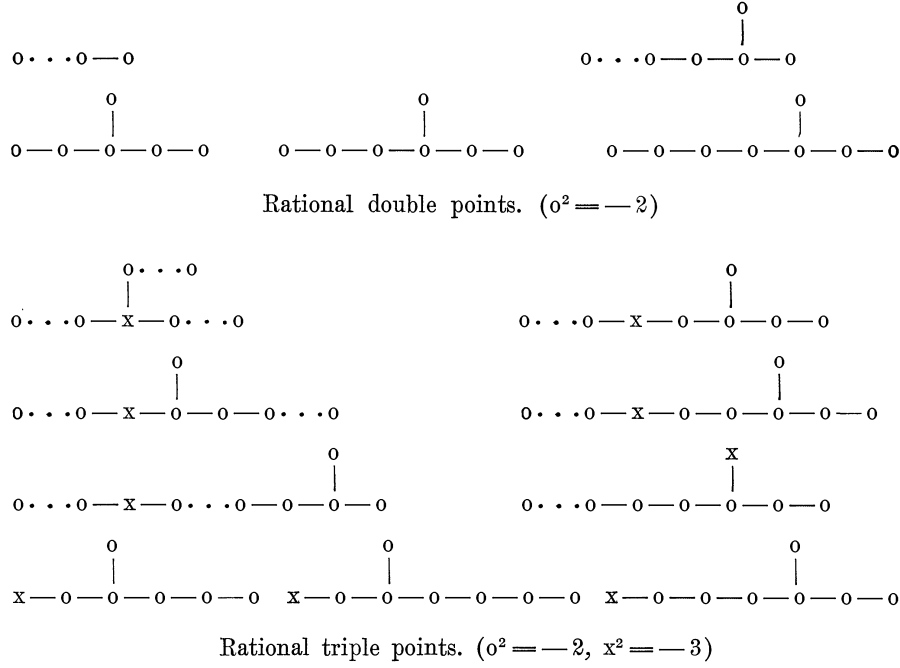 Rational double points. (o² = — 2)
Rational triple points. (o² = — 2, x² = — 3)